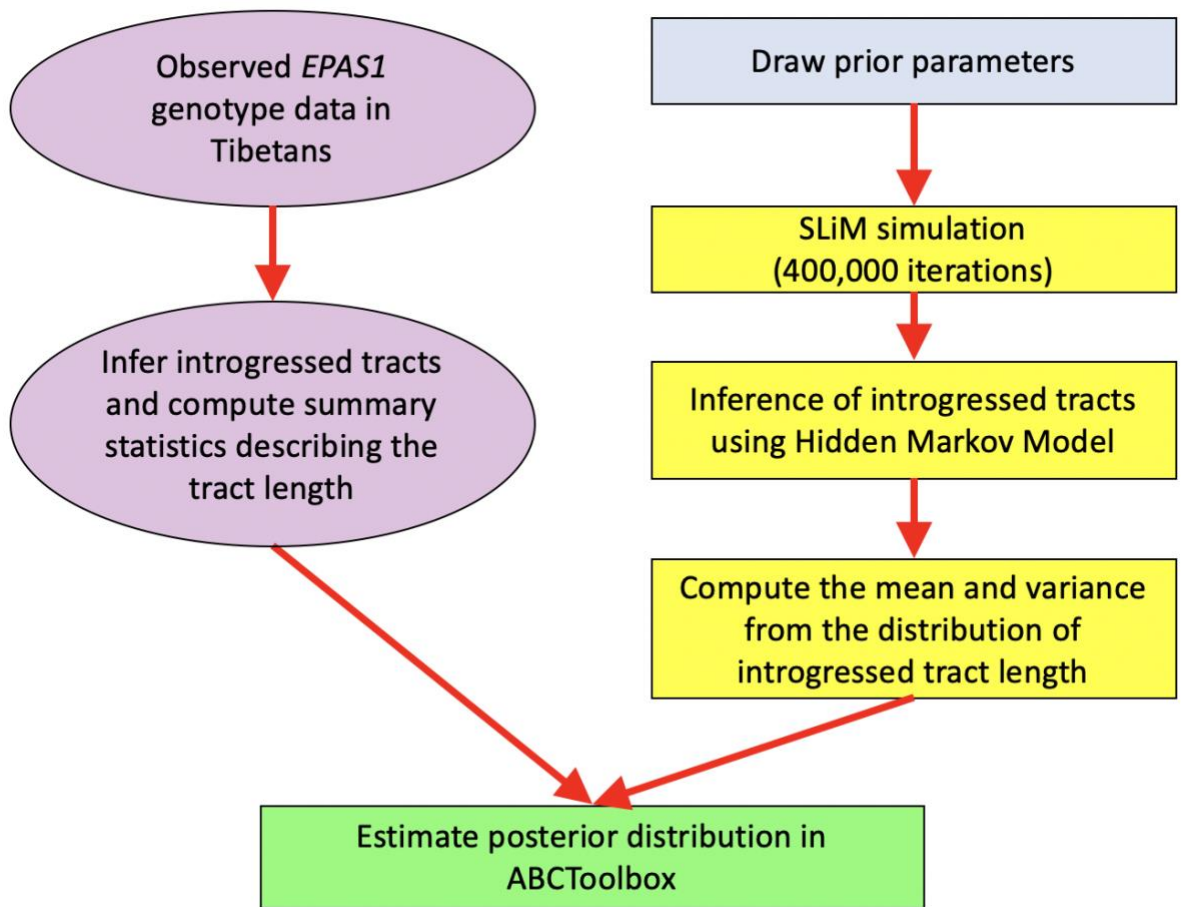 Observed EPAS1
genotype data in
Tibetans
Infer introgressed tracts
and compute summary
statistics describing the
tract length
Draw prior parameters
SLiM simulation
(400,000 iterations)
Inference of introgressed tracts
using Hidden Markov Model
Compute the mean and variance
from the distribution of
introgressed tract length
Estimate posterior distribution in
ABCToolbox